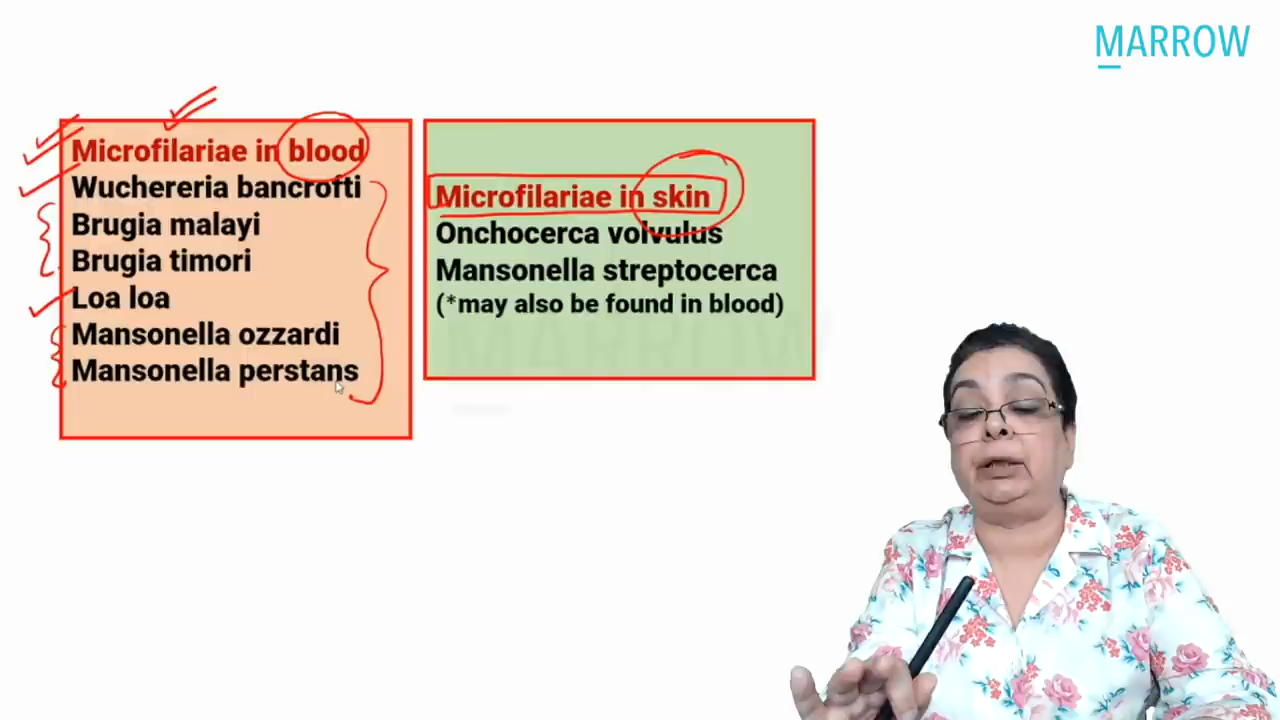 MARROW
Microfilariae in blood
Wuchereria bancrofti
Brugia malayi
Brugia timori
Loa loa
Mansonella ozzardi
Mansonella perstans
Microfilariae in skin
Onchocerca volvulus
Mansonella streptocerca
(*may also be found in blood)
MARROW